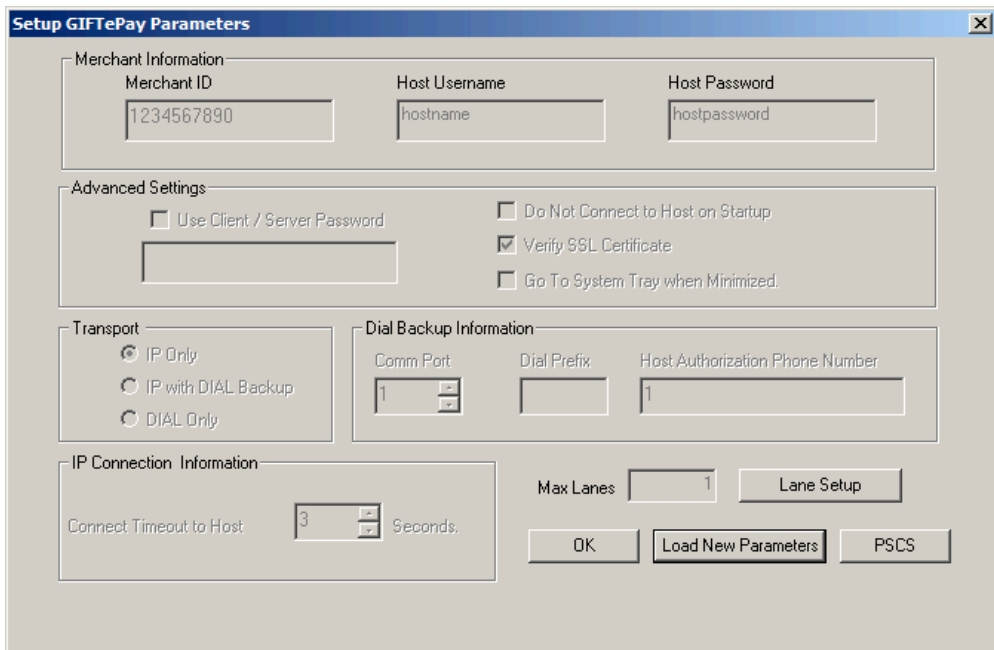 Setup GIFTePay Parameters
Merchant Information
Merchant ID Host Username Host Password
1234567890 hostname hostpassword
Advanced Settings
Use Client / Server Password
Do Not Connect to Host on Startup
Verify SSL Certificate
Go To System Tray when Minimized.
Transport
IP Only
IP with DIAL Backup
DIAL Only
Dial Backup Information
Comm Port Dial Prefix Host Authorization Phone Number
1 1
IP Connection Information
Connect Timeout to Host 3 Seconds.
Max Lanes 1 Lane Setup
OK Load New Parameters PSCS